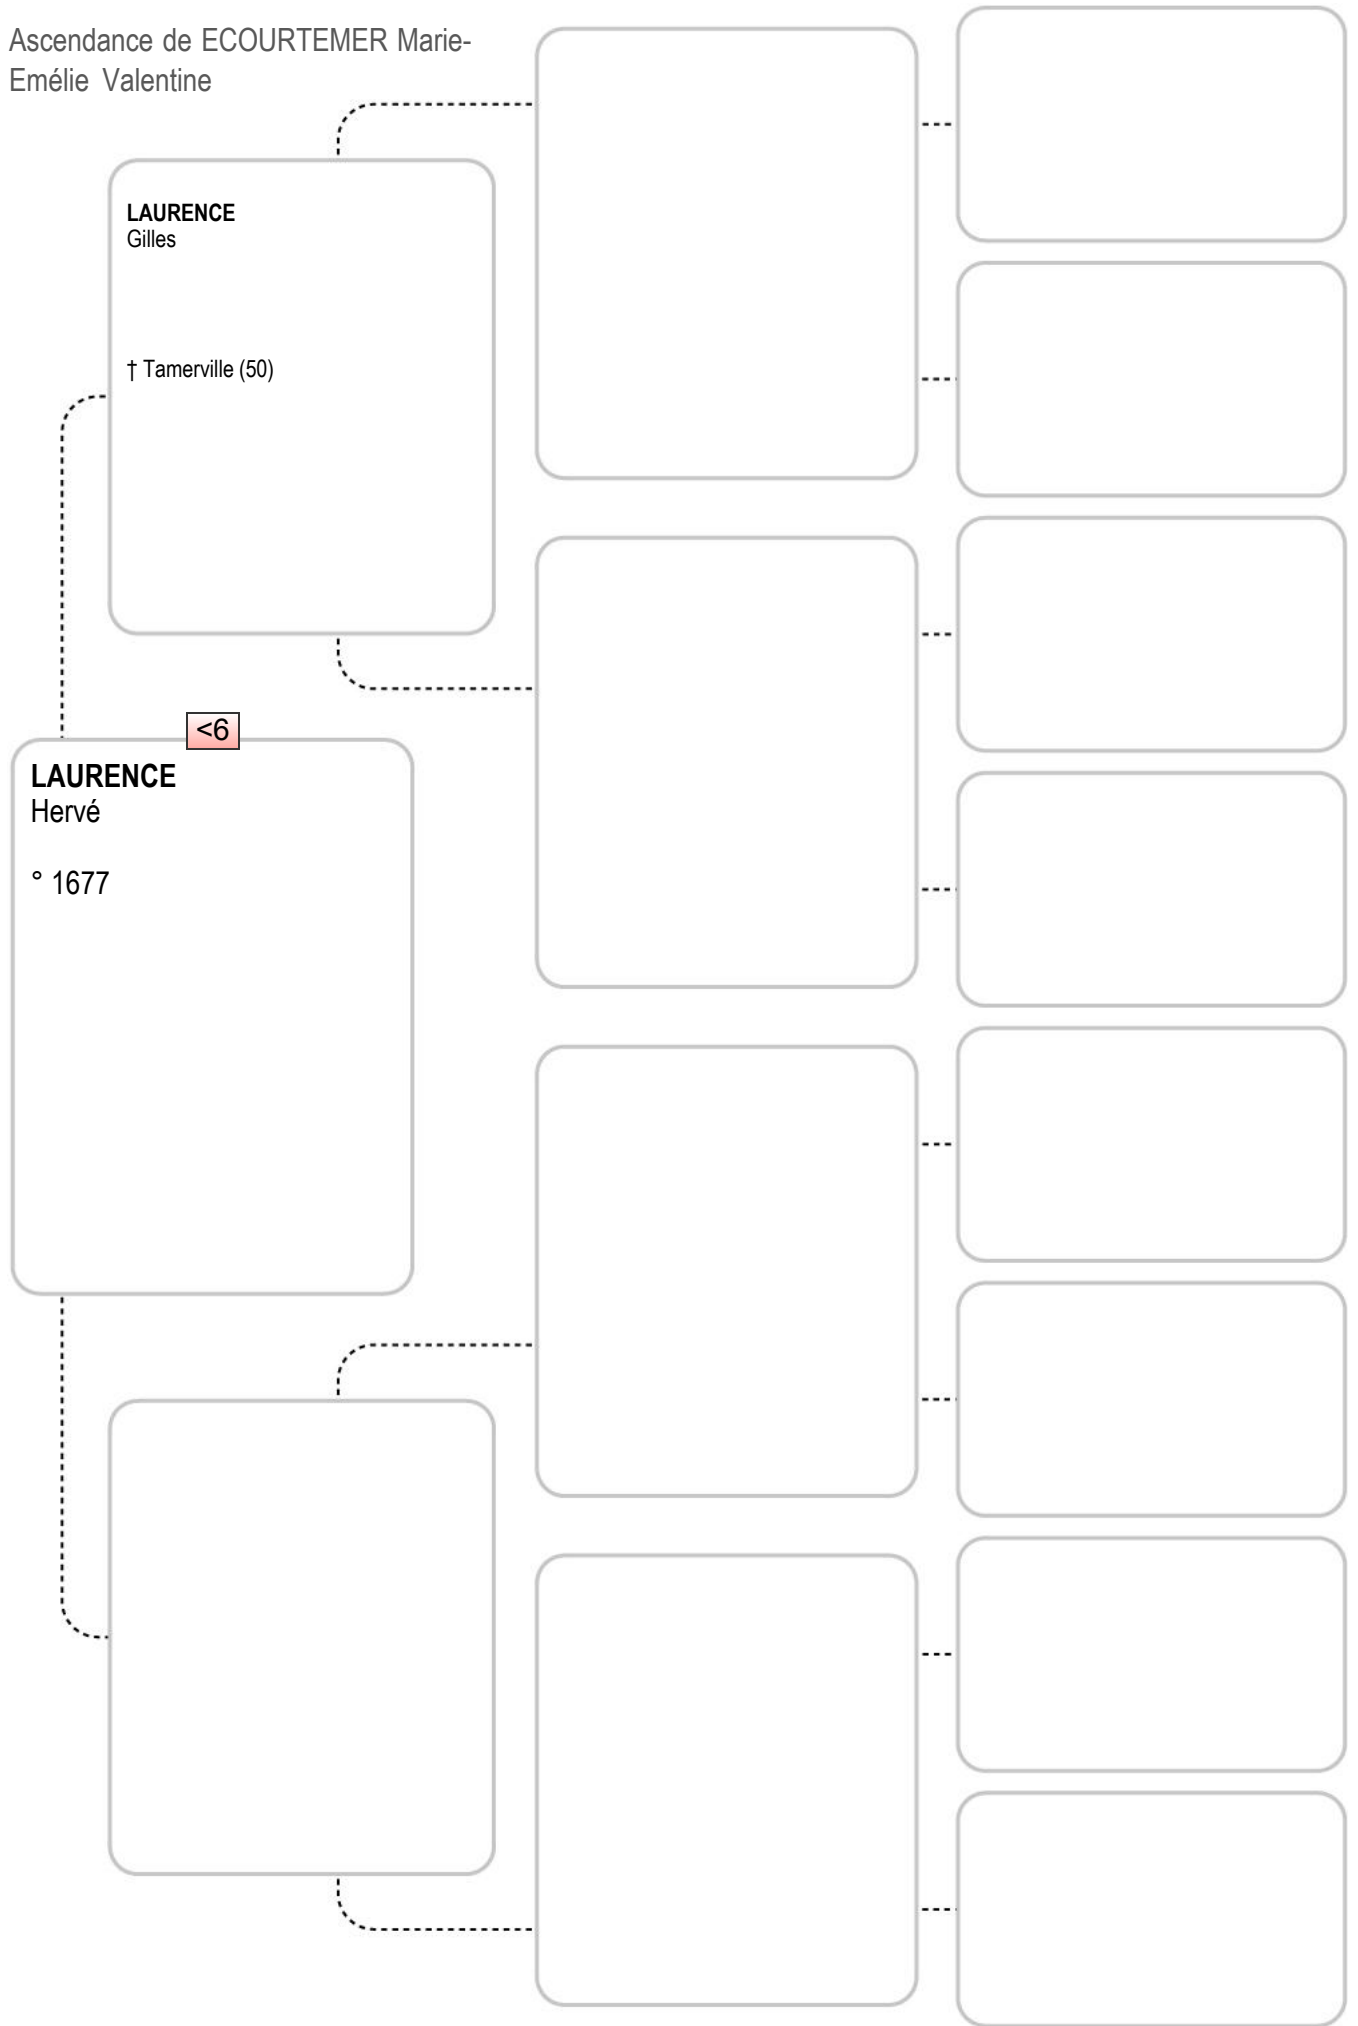 Ascendance de ECOURTEMER Marie-
Emélie Valentine
LAURENCE
Gilles
† Tamerville (50)
<6
LAURENCE
Hervé
° 1677